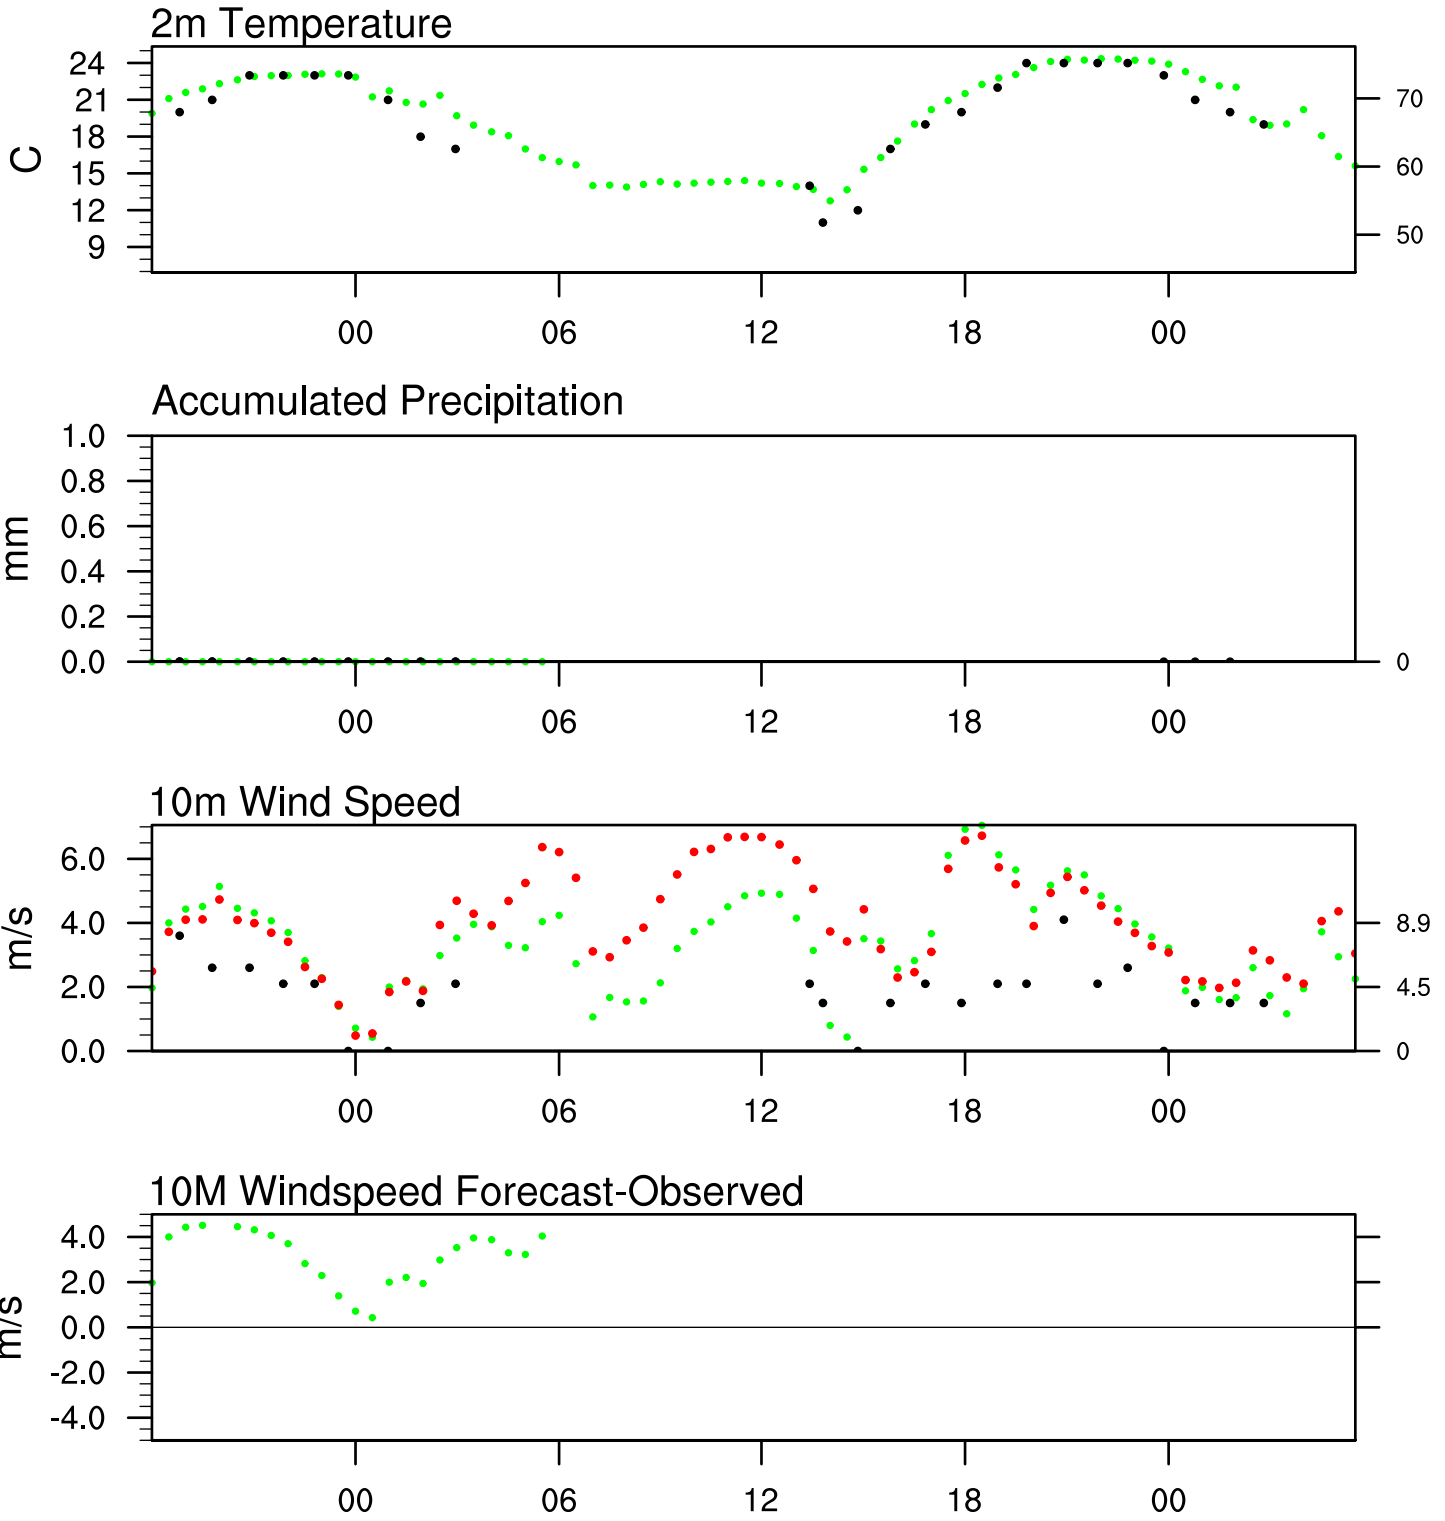 2m Temperature
24
21
18
15
12
9
C
70
60
50
00 06 12 18 00
Accumulated Precipitation
1.0
0.8
0.6
0.4
0.2
0.0
mm
0
00 06 12 18 00
10m Wind Speed
6.0
4.0
2.0
0.0
m/s
8.9
4.5
0
00 06 12 18 00
10M Windspeed Forecast-Observed
4.0
2.0
0.0
-2.0
-4.0
m/s
00 06 12 18 00